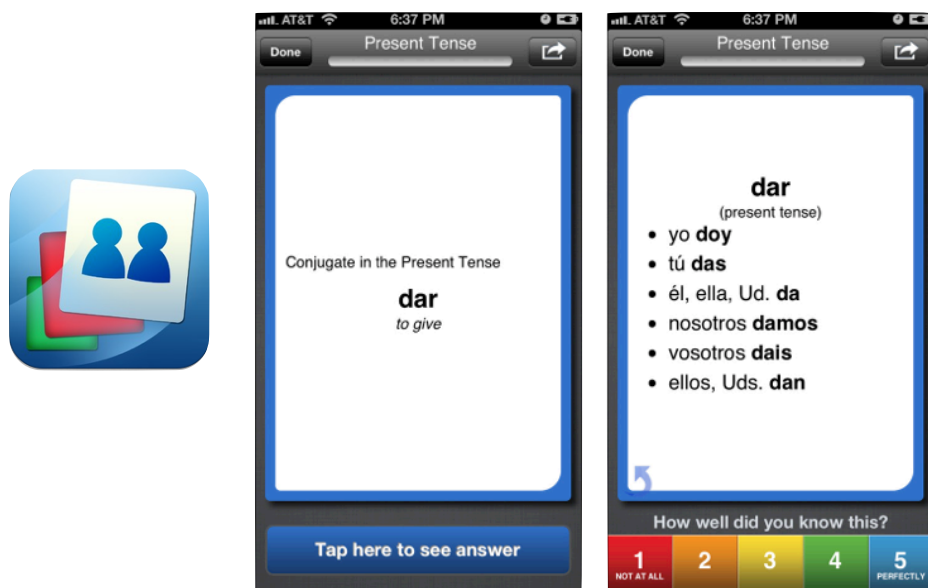 AT&T 6:37 PM
Present Tense
Done
Conjugate in the Present Tense
dar
to give
Tap here to see answer
AT&T 6:37 PM
Present Tense
Done
dar
(present tense)
• yo doy
• tú das
• él, ella, Ud. da
• nosotros damos
• vosotros dais
• ellos, Uds. dan
How well did you know this?
1 2 3 4 5
NOT AT ALL PERFECTLY